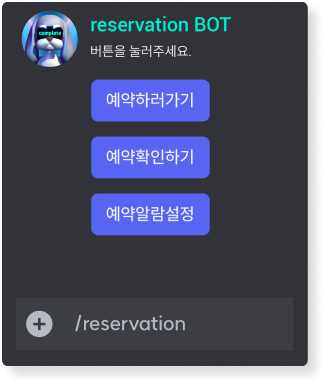 complete
reservation BOT
버튼을 눌러주세요.
예약하러가기
예약확인하기
예약알람설정
/reservation